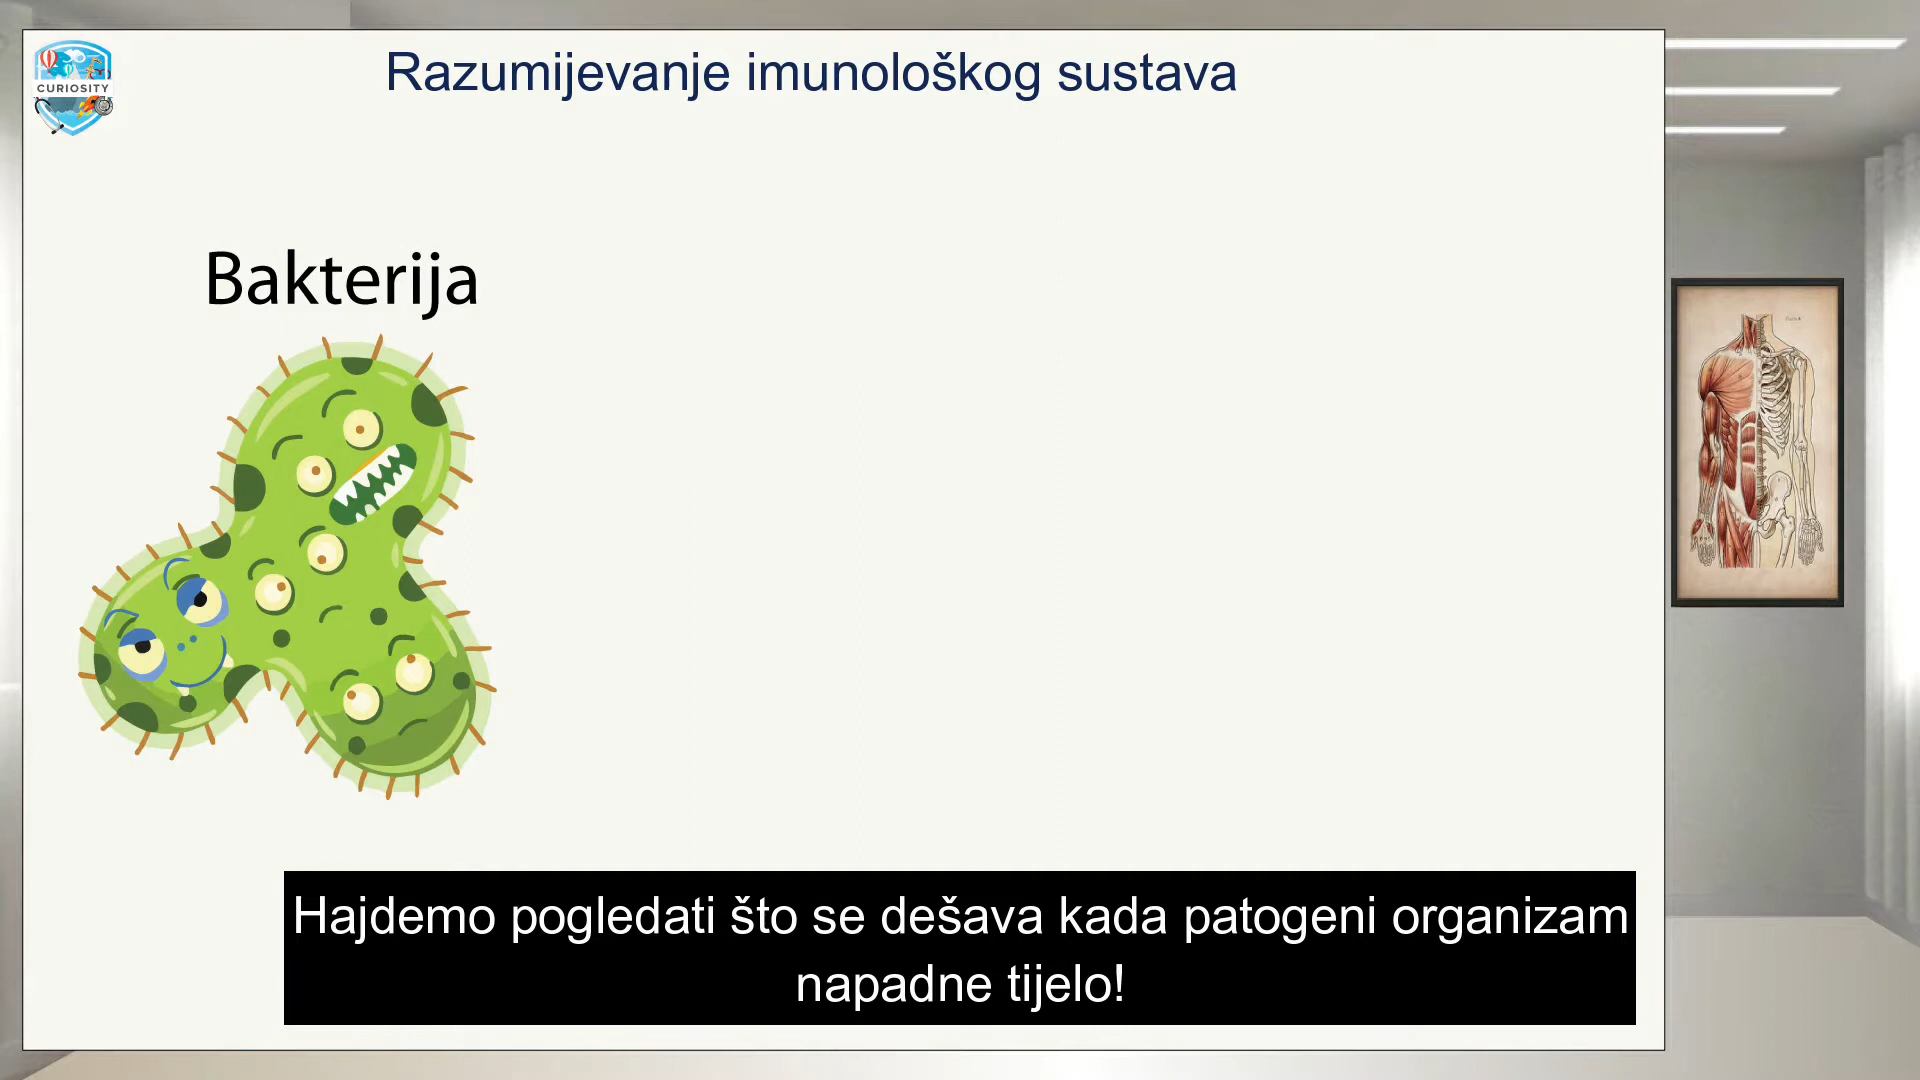 CURIOSITY
Razumijevanje imunološkog sustava
Bakterija
Hajdemo pogledati što se dešava kada patogeni organizam
napadne tijelo!